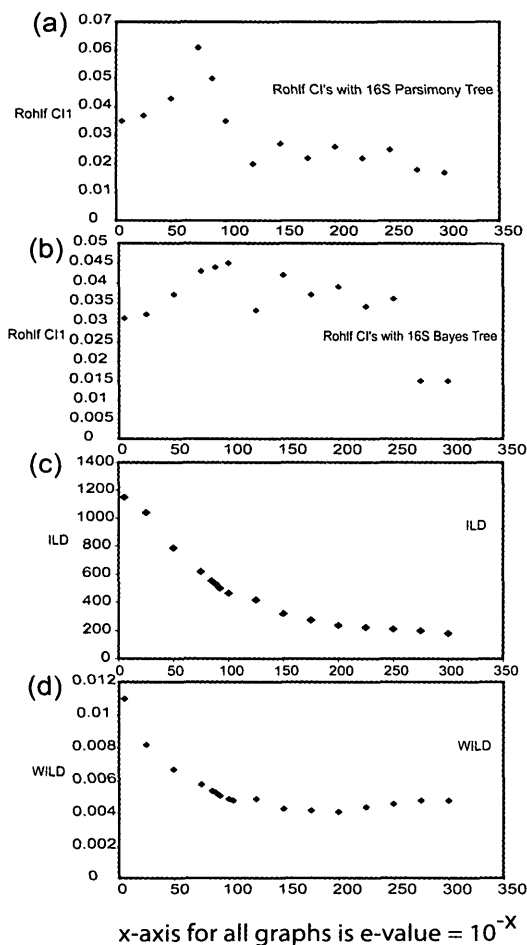 (a)
0.07
0.06
0.05
Rohlf CI's with 16S Parsimony Tree
0.04
Rohlf CI1
0.03
0.02
0.01
0
0 50 100 150 200 250 300 350
(b)
0.05
0.045
0.04
0.035
0.03
Rohlf CI1
Rohlf CI's with 16S Bayes Tree
0.025
0.02
0.015
0.01
0.005
0
0 50 100 150 200 250 300 350
(c)
1400
1200
1000
ILD
ILD
800
600
400
200
0
0 50 100 150 200 250 300 350
(d)
0.012
0.01
0.008
WILD
WILD
0.006
0.004
0.002
0
0 50 100 150 200 250 300 350
x-axis for all graphs is e-value = 10-x